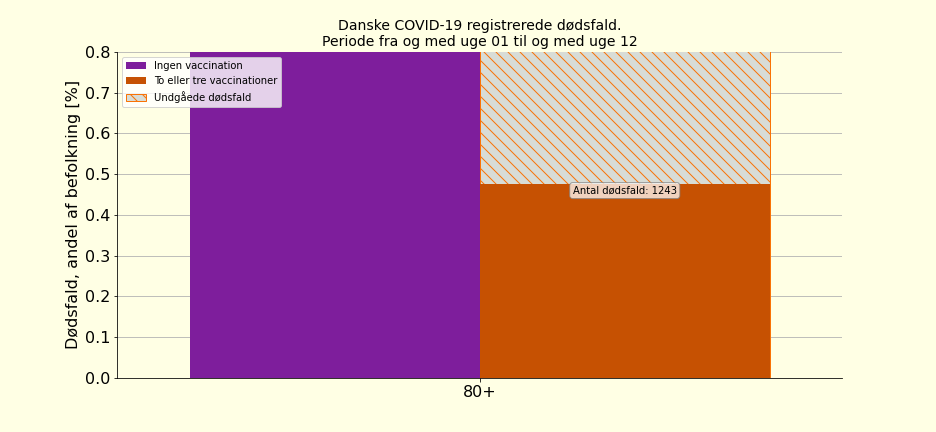 Danske COVID-19 registrerede dødsfald.
Periode fra og med uge 01 til og med uge 12
Dødsfald, andel af befolkning [%]
0.8
0.7
0.6
0.5
0.4
0.3
0.2
0.1
0.0
Ingen vaccination
To eller tre vaccinationer
Undgåede dødsfald
Antal dødsfald: 1243
80+